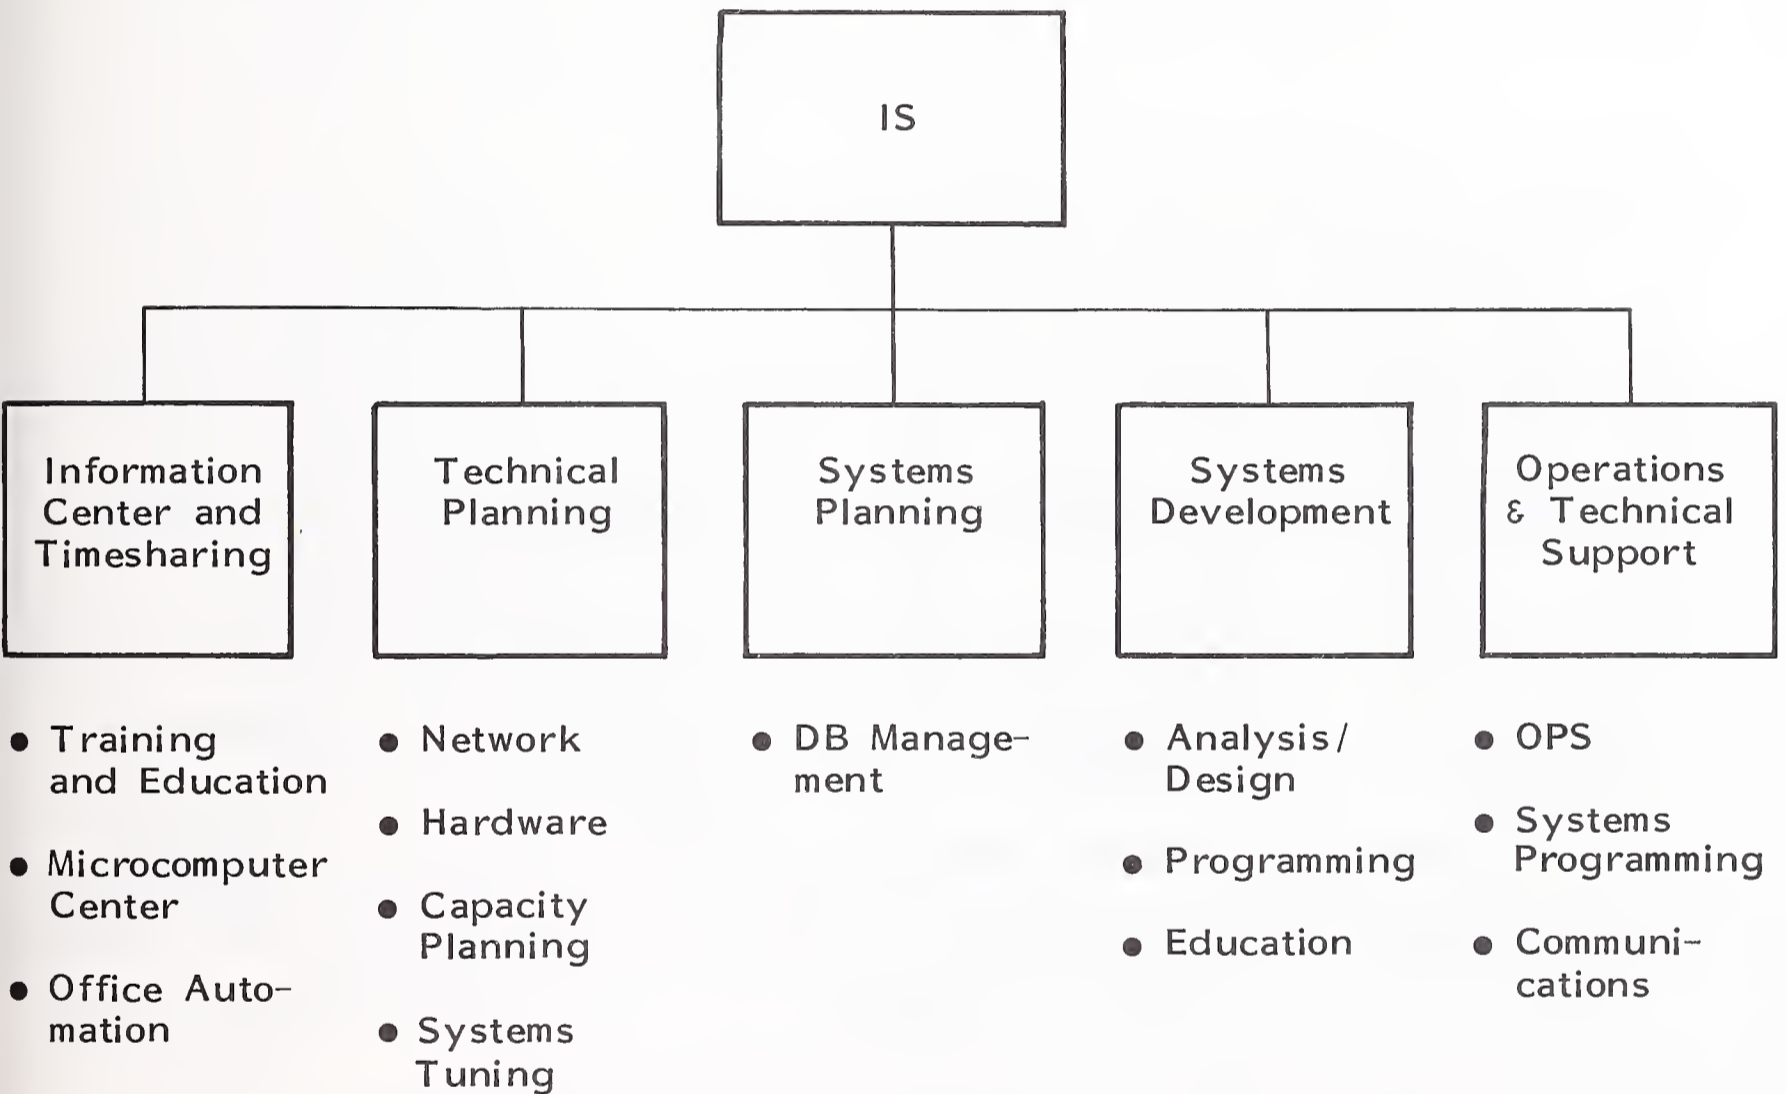 IS
Information
Center and
Timesharing
Technical
Planning
Systems
Planning
Systems
Development
Operations
& Technical
Support
● Training
and Education
● Microcomputer
Center
● Office Auto-
mation
● Network
● Hardware
● Capacity
Planning
● Systems
Tuning
● DB Manage-
ment
● Analysis/
Design
● Programming
● Education
● OPS
● Systems
Programming
● Communi-
cations